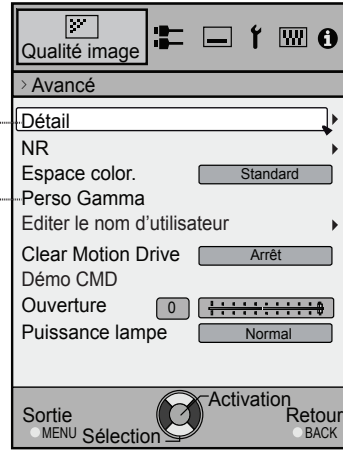 Qualité image
> Avancé
Détail
NR
Espace color. Standard
Perso Gamma
Editer le nom d'utilisateur
Clear Motion Drive Arrêt
Démo CMD
Ouverture 0
Puissance lampe Normal
Activation
Sortie Retour
MENU Sélection BACK